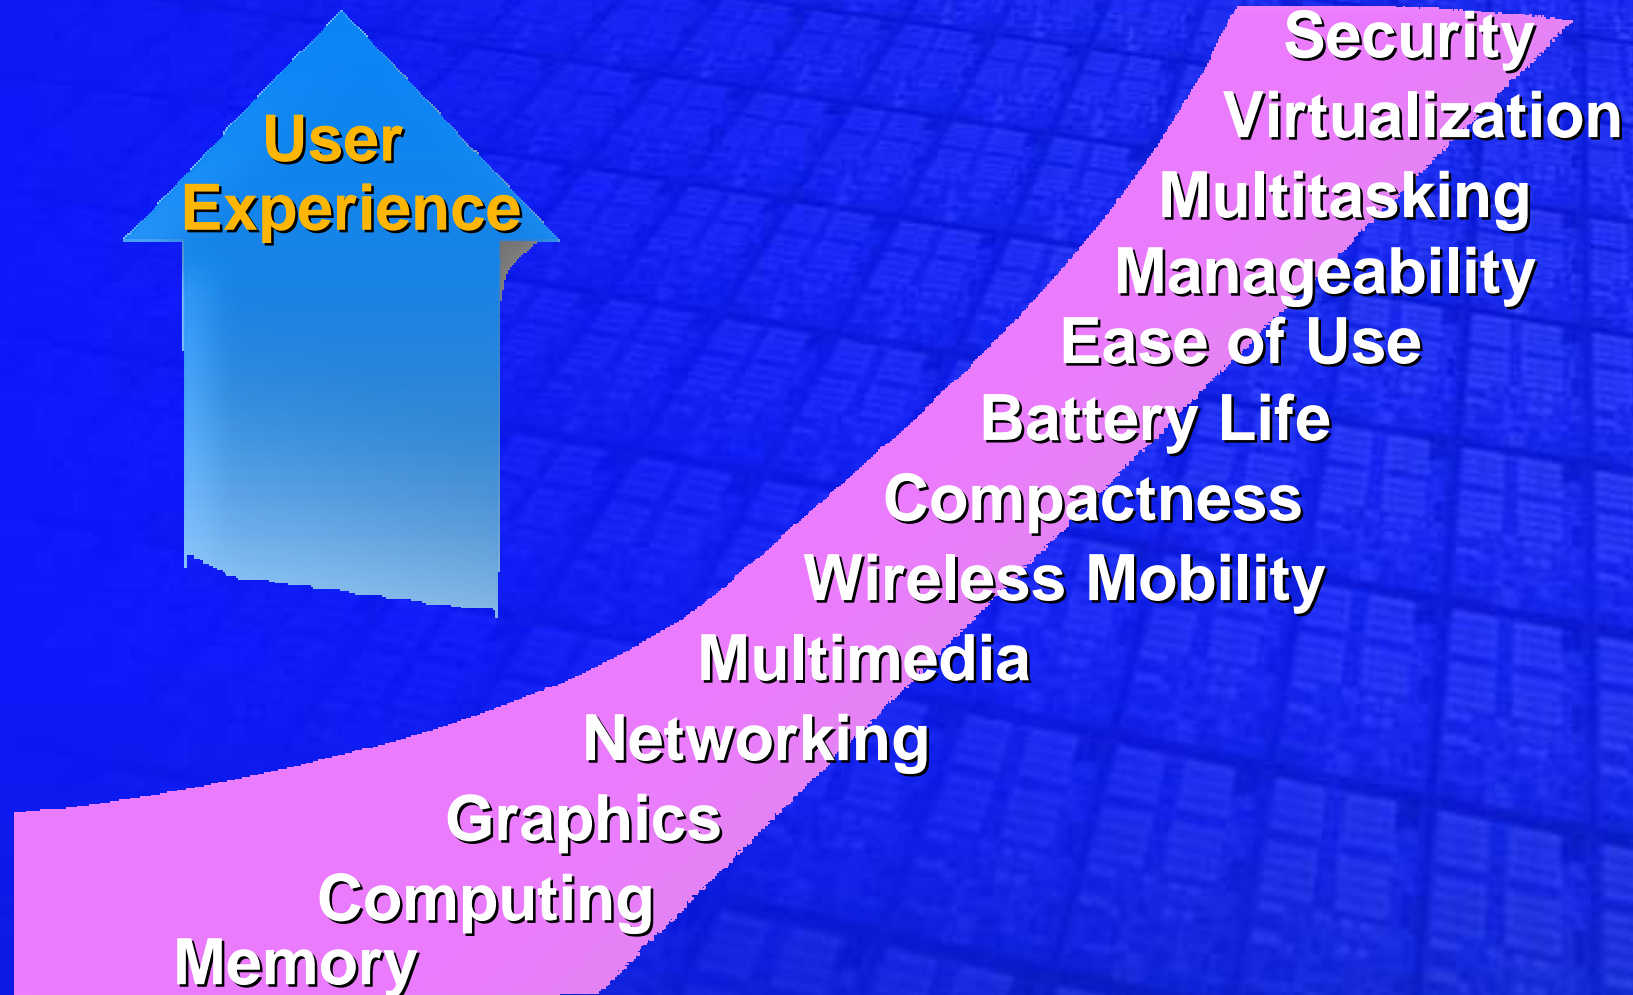 User
Experience
Security
Virtualization
Multitasking
Manageability
Ease of Use
Battery Life
Compactness
Wireless Mobility
Multimedia
Networking
Graphics
Computing
Memory